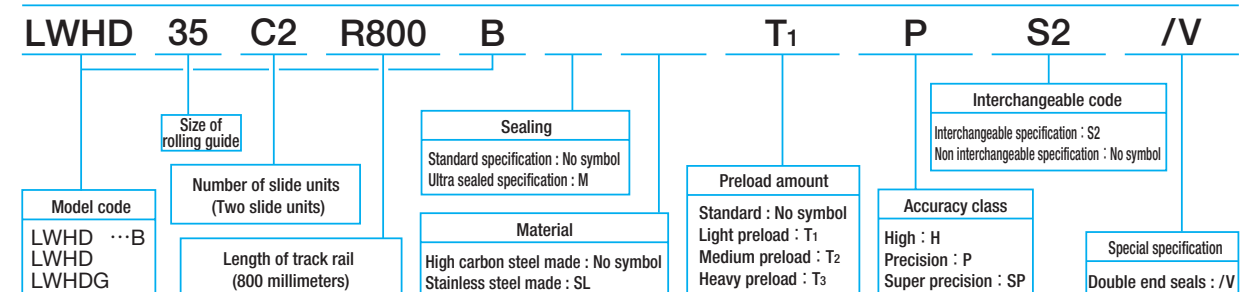 LWHD 35 C2 R800 B T1 P S2 /V
Interchangeable code
Interchangeable specification : S2
Non interchangeable specification : No symbol
Size of
rolling guide
Sealing
Standard specification : No symbol
Ultra sealed specification : M
Number of slide units
(Two slide units)
Preload amount
Standard : No symbol
Light preload : T1
Medium preload : T2
Heavy preload : T3
Model code
LWHD …B
LWHD
LWHDG
Accuracy class
High : H
Precision : P
Super precision : SP
Material
High carbon steel made : No symbol
Stainless steel made : SL
Length of track rail
(800 millimeters)
Special specification
Double end seals : /V